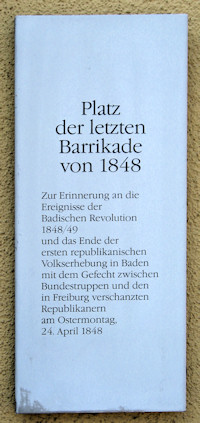 Platz
der letzten
Barrikade
von 1848
Zur Erinnerung an die
Ereignisse der
Badischen Revolution
1848/49
und das Ende der
ersten republikanischen
Volkserhebung in Baden
mit dem Gefecht zwischen
Bundestruppen und den
in Freiburg verschanzten
Republikanern
am Ostermontag,
24. April 1848